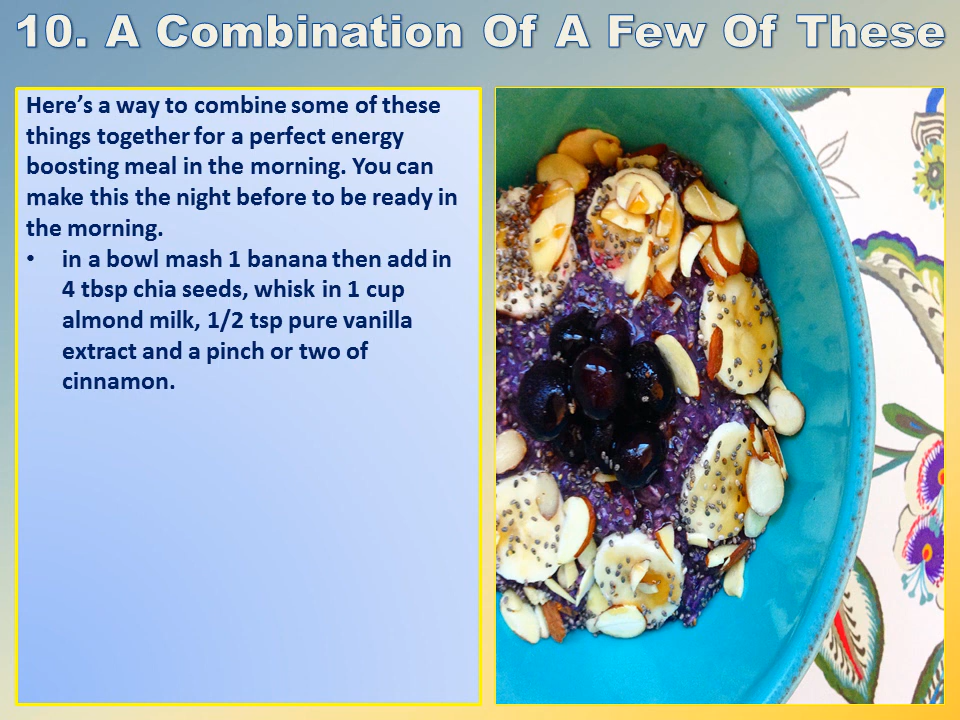 10. A Combination Of A Few Of These
Here’s a way to combine some of these
things together for a perfect energy
boosting meal in the morning. You can
make this the night before to be ready in
the morning.
• in a bowl mash 1 banana then add in
4 tbsp chia seeds, whisk in 1 cup
almond milk, 1/2 tsp pure vanilla
extract and a pinch or two of
cinnamon.